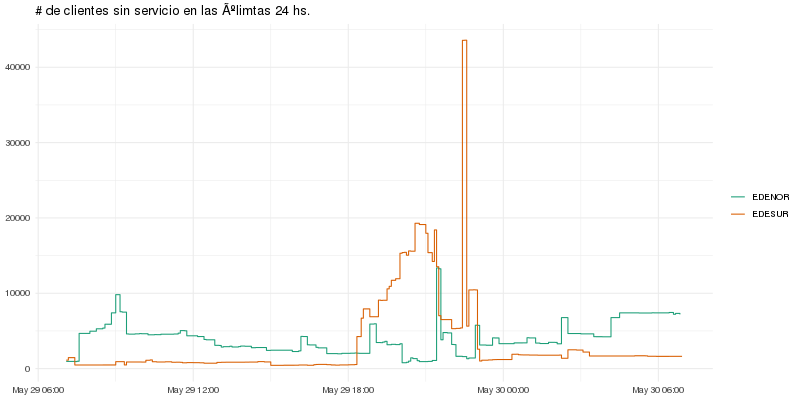 # de clientes sin servicio en las Ãºlimtas 24 hs.
40000
30000
20000
10000
0
May 29 06:00
May 29 12:00
May 29 18:00
May 30 00:00
May 30 06:00
EDENOR
EDESUR